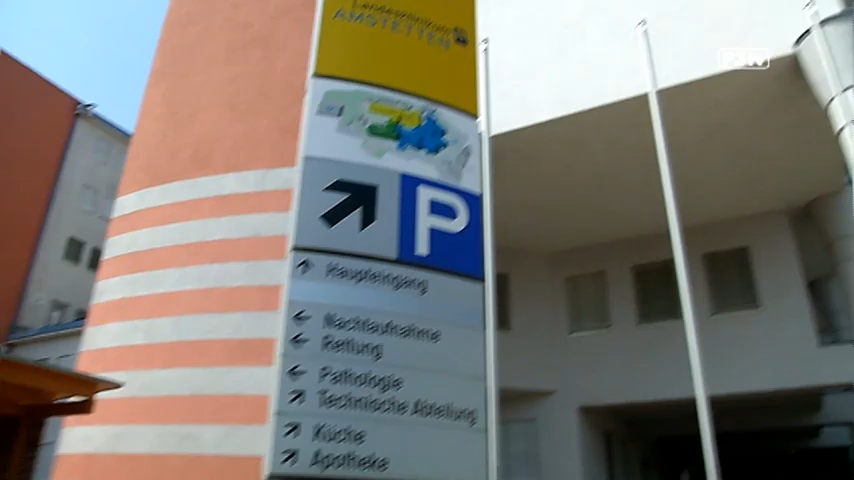 Landesklinikum
AMSTETTEN
P
Haupteingang
Nachtaufnahme
Rettung
Pathologie
Technische Abteilung
Küche
Apotheke